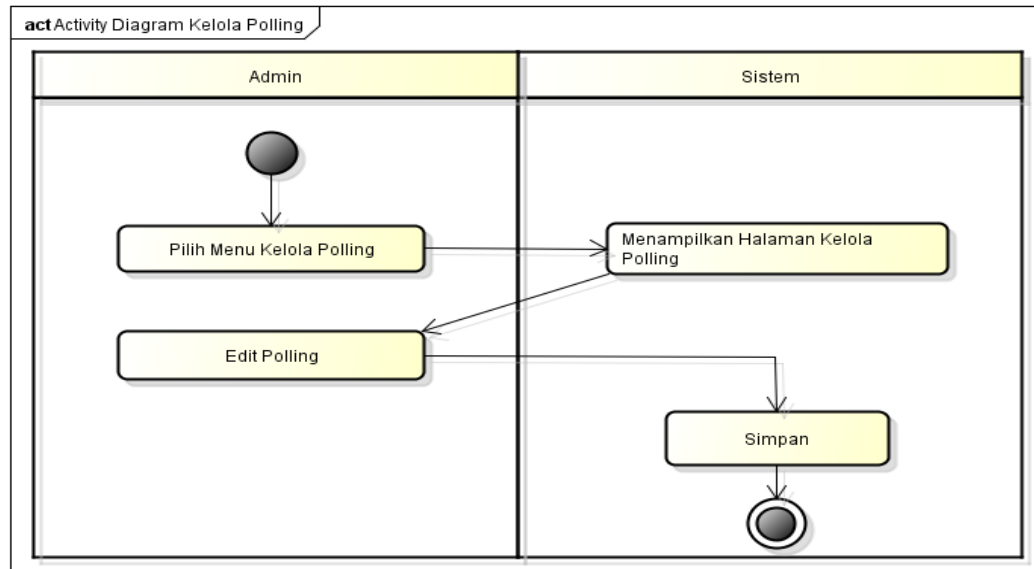 act Activity Diagram Kelola Polling
Admin
Sistem
Pilih Menu Kelola Polling
Menampilkan Halaman Kelola
Polling
Edit Polling
Simpan